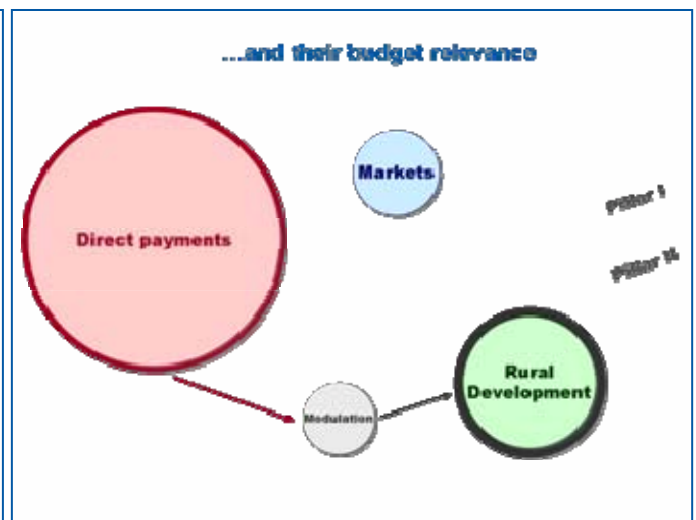 ...and their budget relevance
Markets
Direct payments
Pillar I
Pillar II
Rural
Development
Modulation